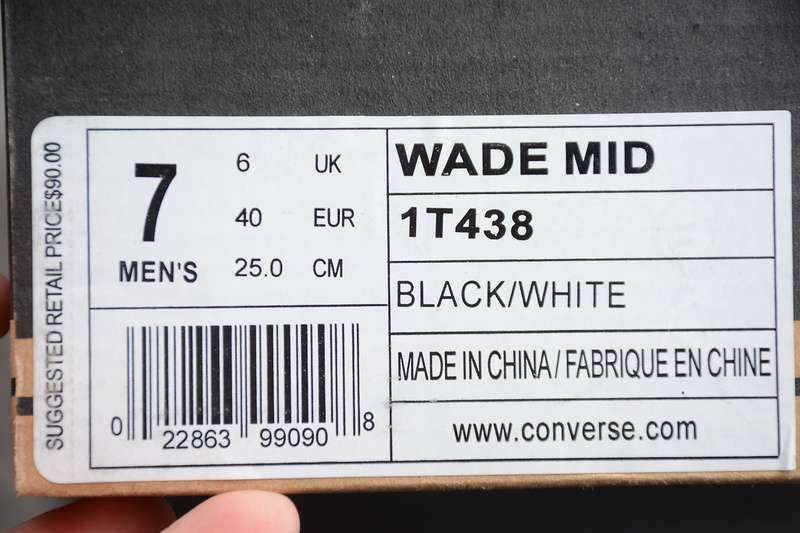 SUGGESTED RETAIL PRICE$90.00
7
MEN'S
6 UK
40 EUR
25.0 CM
0 22863 99090 8
WADE MID
1T438
BLACK/WHITE
MADE IN CHINA/FABRIQUE EN CHINE
www.converse.com